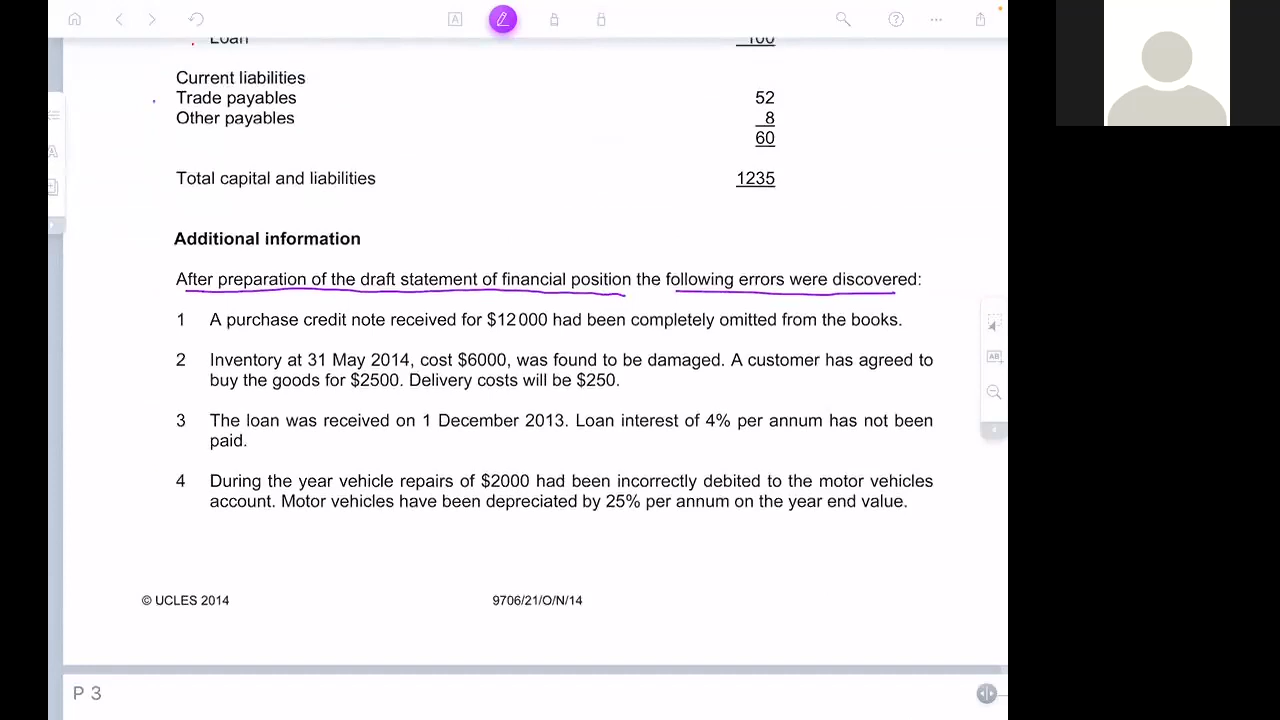 Loan 100
Current liabilities
Trade payables 52
Other payables 8
60
Total capital and liabilities 1235
Additional information
After preparation of the draft statement of financial position the following errors were discovered:
1 A purchase credit note received for $12 000 had been completely omitted from the books.
2 Inventory at 31 May 2014, cost $6000, was found to be damaged. A customer has agreed to
buy the goods for $2500. Delivery costs will be $250.
3 The loan was received on 1 December 2013. Loan interest of 4% per annum has not been
paid.
4 During the year vehicle repairs of $2000 had been incorrectly debited to the motor vehicles
account. Motor vehicles have been depreciated by 25% per annum on the year end value.
© UCLES 2014 9706/21/O/N/14
P 3